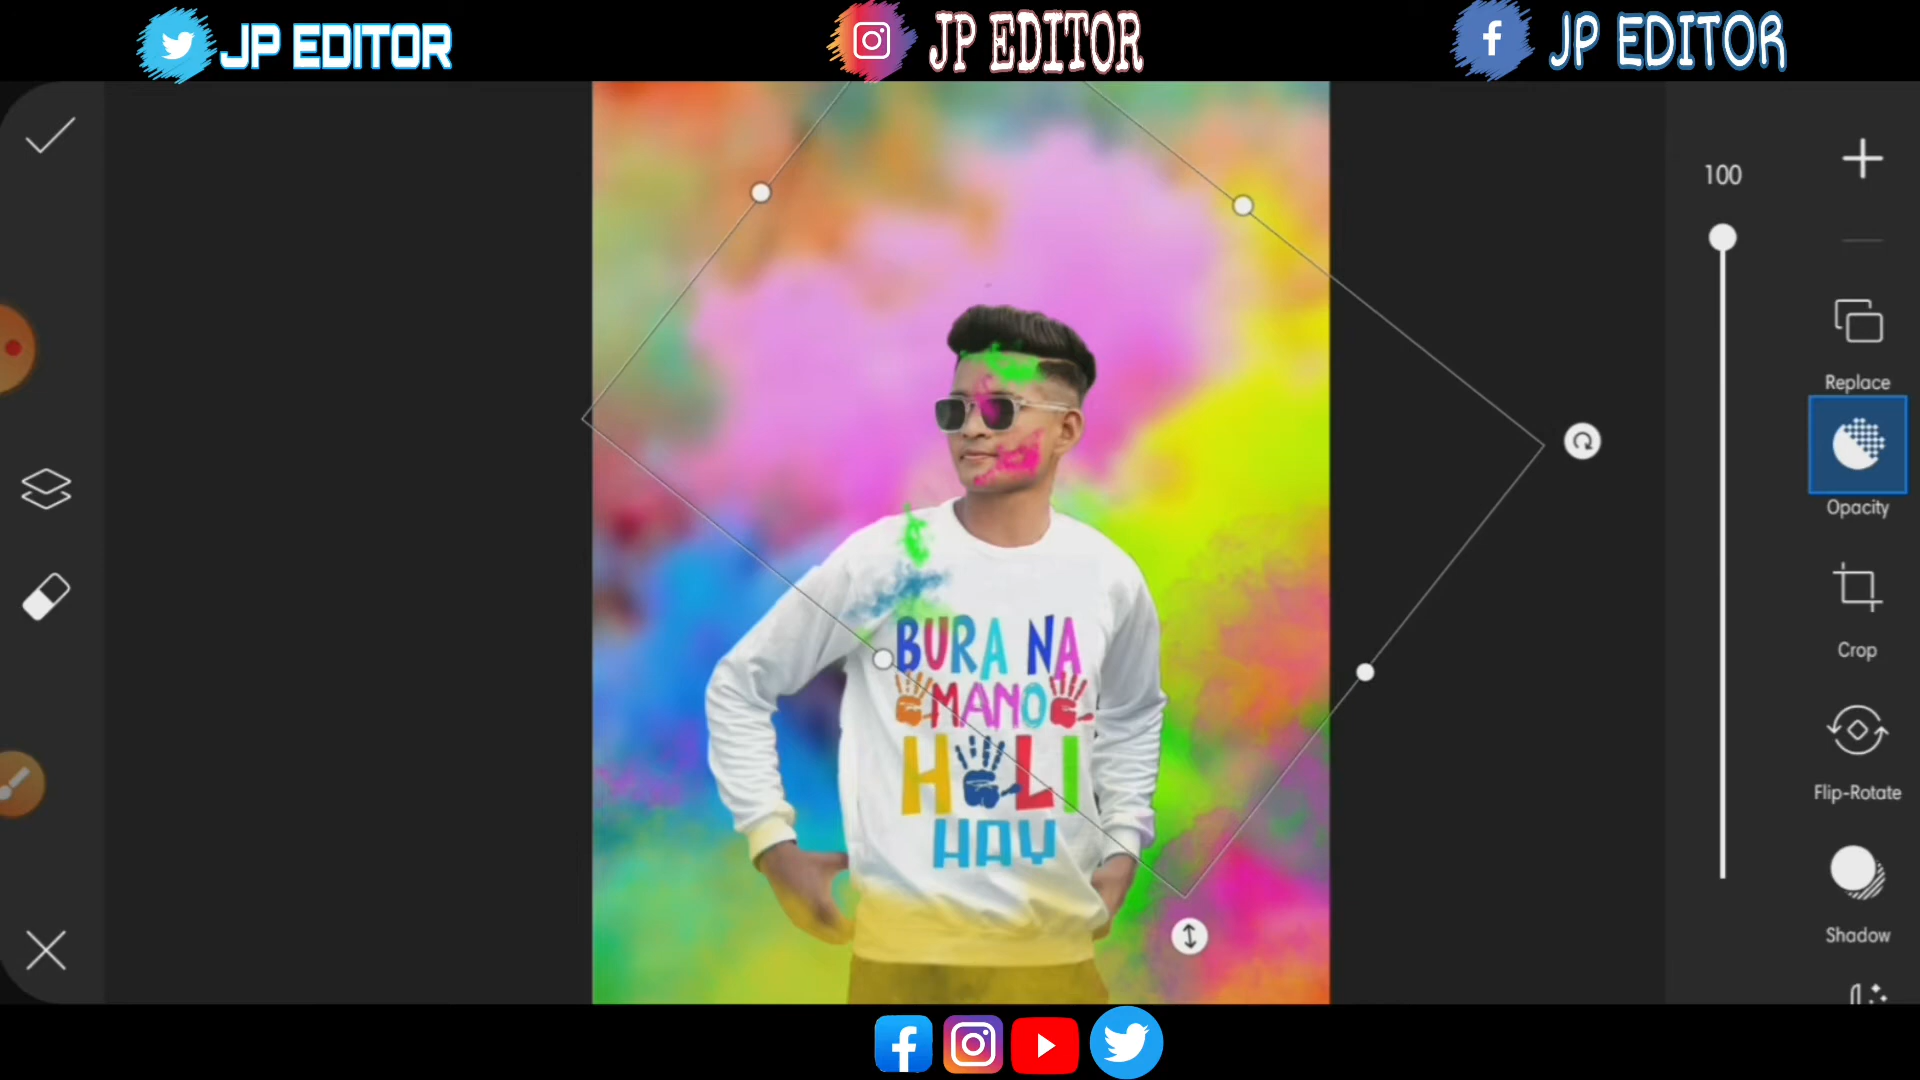 JP EDITOR
JP EDITOR
JP EDITOR
100
Replace
Opacity
Crop
Flip-Rotate
Shadow
BURA NA
MANO
HOLI
HAY